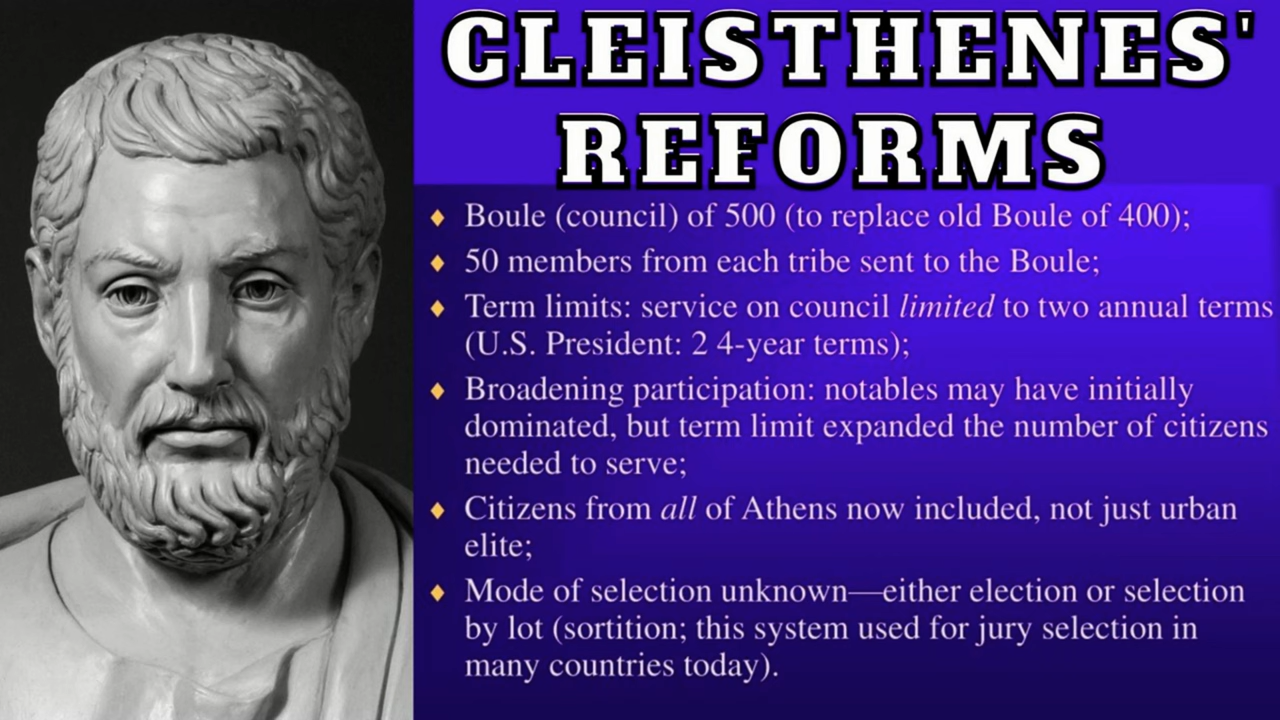 CLEISTHENES'
REFORMS
♦ Boule (council) of 500 (to replace old Boule of 400);
♦ 50 members from each tribe sent to the Boule;
♦ Term limits: service on council limited to two annual terms
(U.S. President: 2 4-year terms);
♦ Broadening participation: notables may have initially
dominated, but term limit expanded the number of citizens
needed to serve;
♦ Citizens from all of Athens now included, not just urban
elite;
♦ Mode of selection unknown—either election or selection
by lot (sortition; this system used for jury selection in
many countries today).